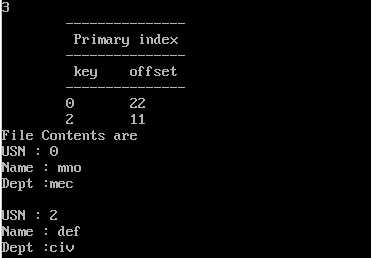 3
---------------
Primary index
---------------
key offset
---------------
0 22
2 11
File Contents are
USN : 0
Name : mno
Dept :mec
USN : 2
Name : def
Dept :civ